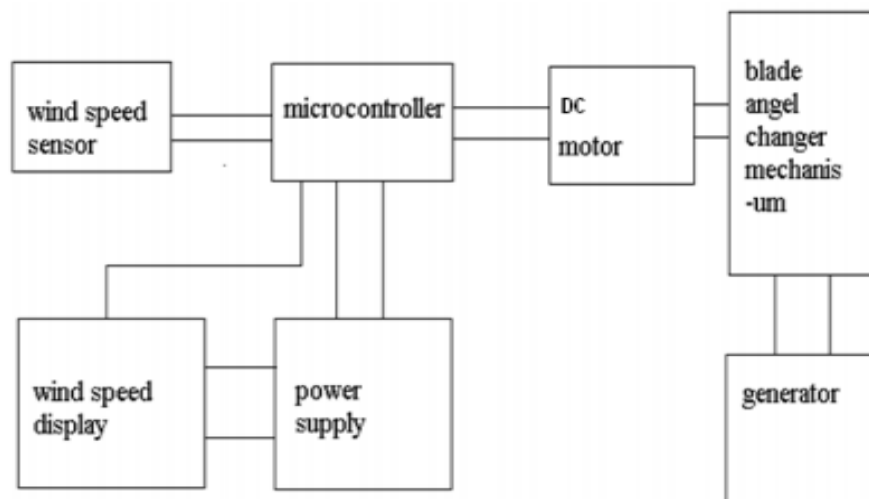 wind speed
sensor
microcontroller
DC
motor
blade
angel
changer
mechanis
-um
wind speed
display
power
supply
generator